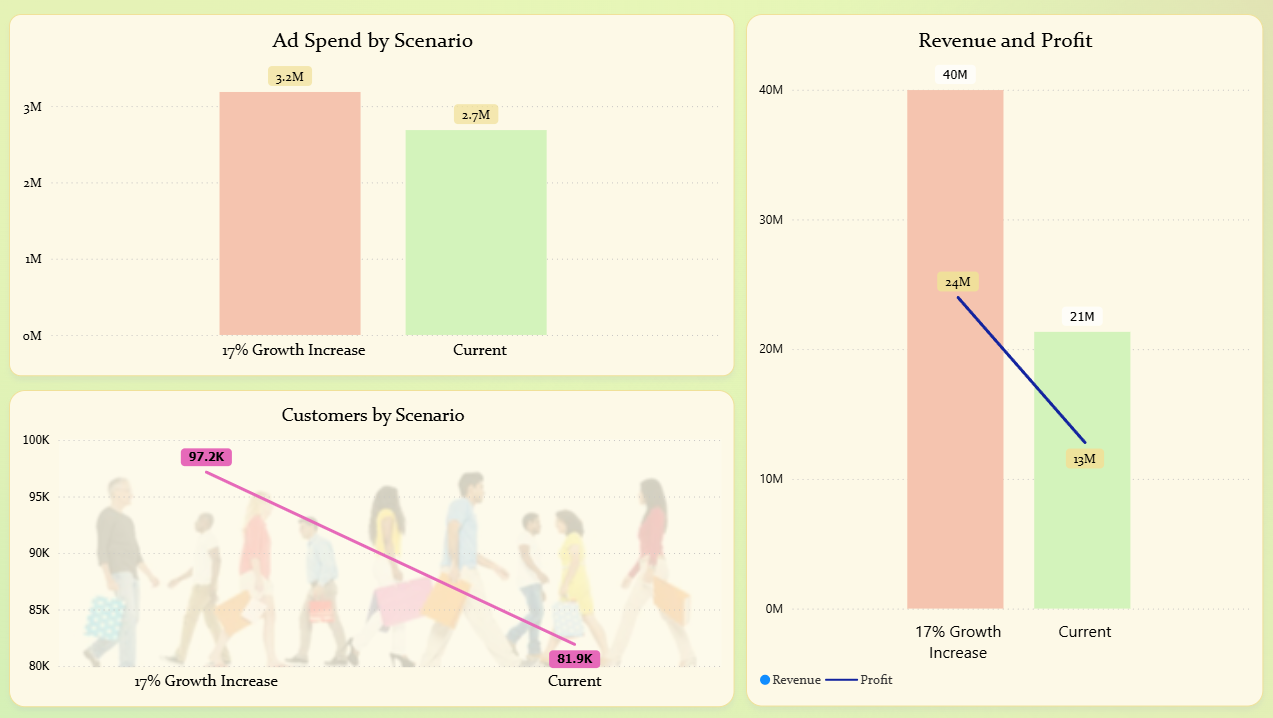 Ad Spend by Scenario
3.2M
2.7M
3M
2M
1M
0M
17% Growth Increase
Current
Customers by Scenario
100K
95K
90K
85K
80K
97.2K
81.9K
17% Growth Increase
Current
Revenue and Profit
40M
40M
30M
20M
10M
0M
24M
21M
13M
17% Growth
Increase
Current
Revenue
Profit